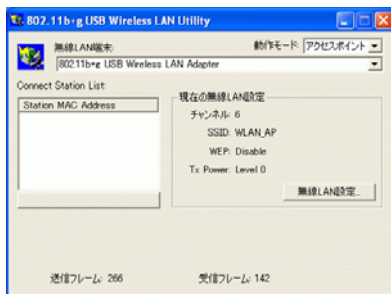 802.11b+g USB Wireless LAN Utility
無線LAN端末:
動作モード: アクセスポイント
802.11b+g USB Wireless LAN Adapter
Connect Station List:
Station MAC Address
現在の無線LAN設定
チャンネル: 6
SSID: WLAN_AP
WEP: Disable
Tx Power: Level 0
無線LAN設定...
送信フレーム: 266
受信フレーム: 142